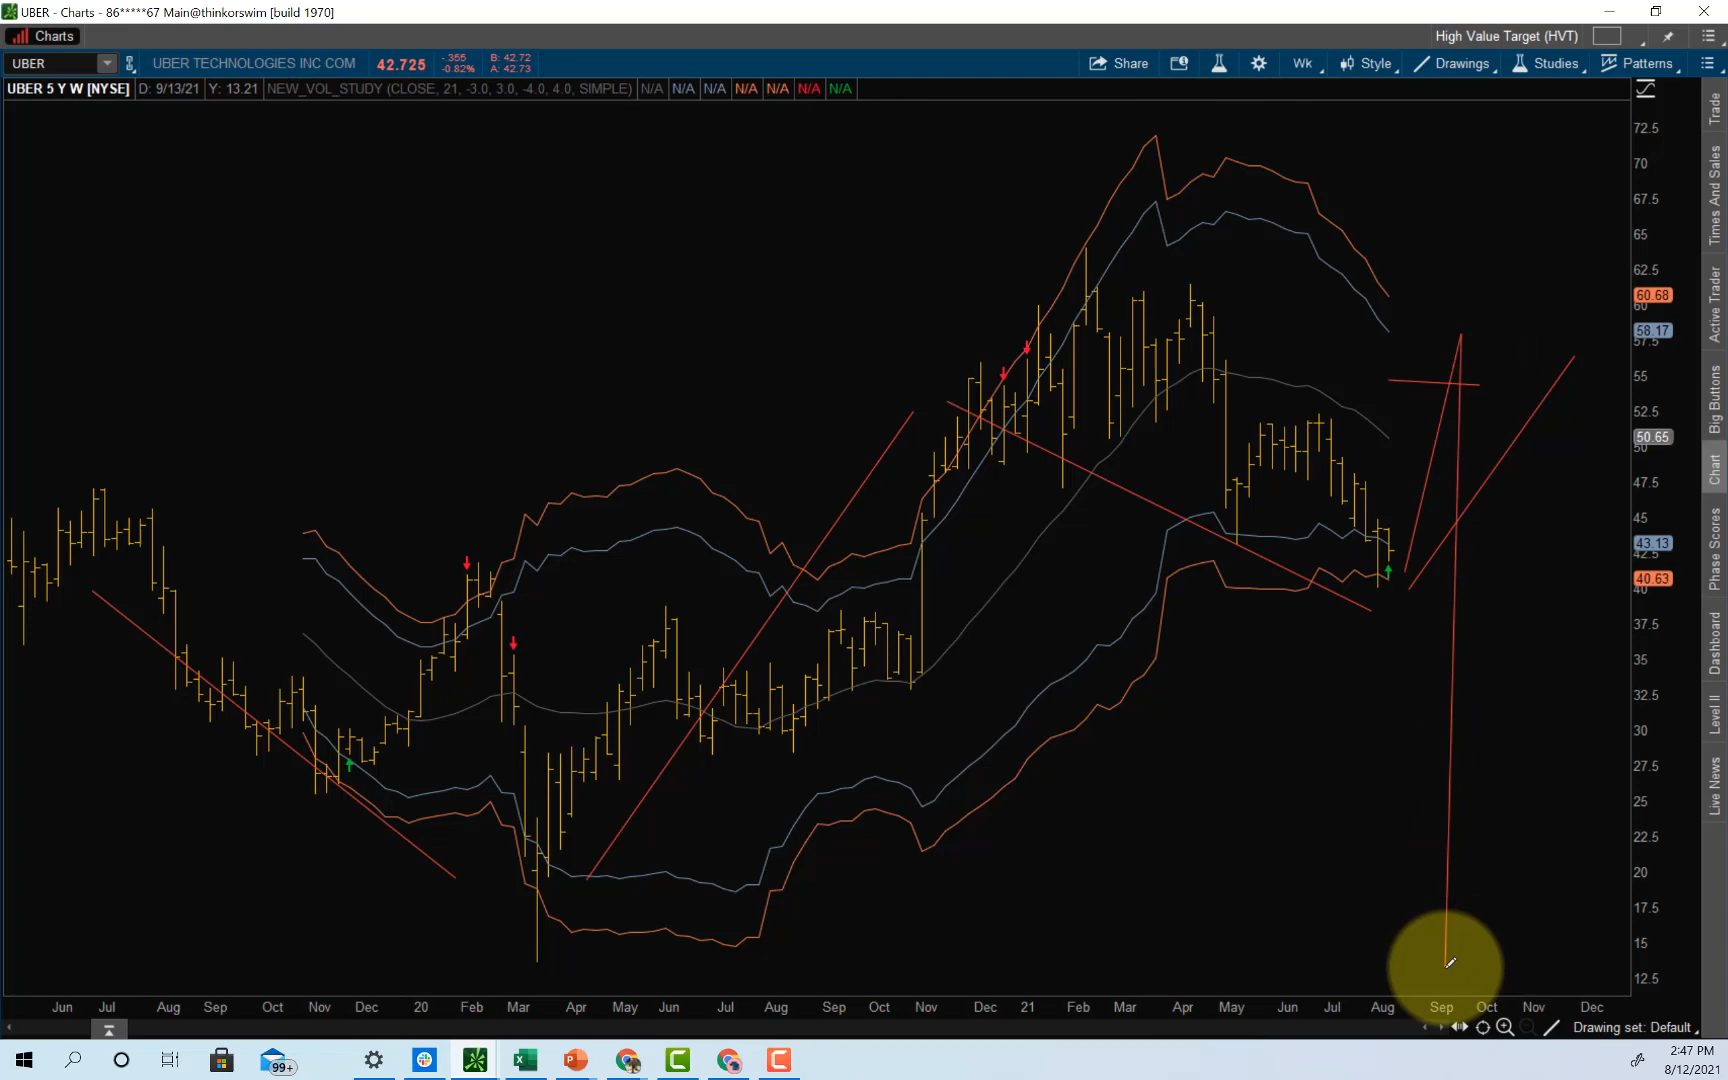 UBER - Charts - 86*****67 Main@thinkorswim [build 1970]
Charts
High Value Target (HVT)
UBER
UBER TECHNOLOGIES INC COM
42.725
-.355
-0.82%
B: 42.72
A: 42.73
Share
Wk
Style
Drawings
Studies
Patterns
UBER 5 Y W [NYSE] D: 9/13/21 Y: 13.21 NEW_VOL_STUDY (CLOSE, 21, -3.0, 3.0, -4.0, 4.0, SIMPLE) N/A N/A N/A N/A N/A N/A N/A
72.5
70
67.5
65
62.5
60.68
60
58.17
57.5
55
52.5
50.65
50
47.5
45
43.13
42.5
40.63
40
37.5
35
32.5
30
27.5
25
22.5
20
17.5
15
12.5
Trade
Times And Sales
Active Trader
Big Buttons
Chart
Phase Scores
Dashboard
Level II
Live News
Jun Jul Aug Sep Oct Nov Dec 20 Feb Mar Apr May Jun Jul Aug Sep Oct Nov Dec 21 Feb Mar Apr May Jun Jul Aug Sep Oct Nov Dec
Drawing set: Default
99+
2:47 PM
8/12/2021